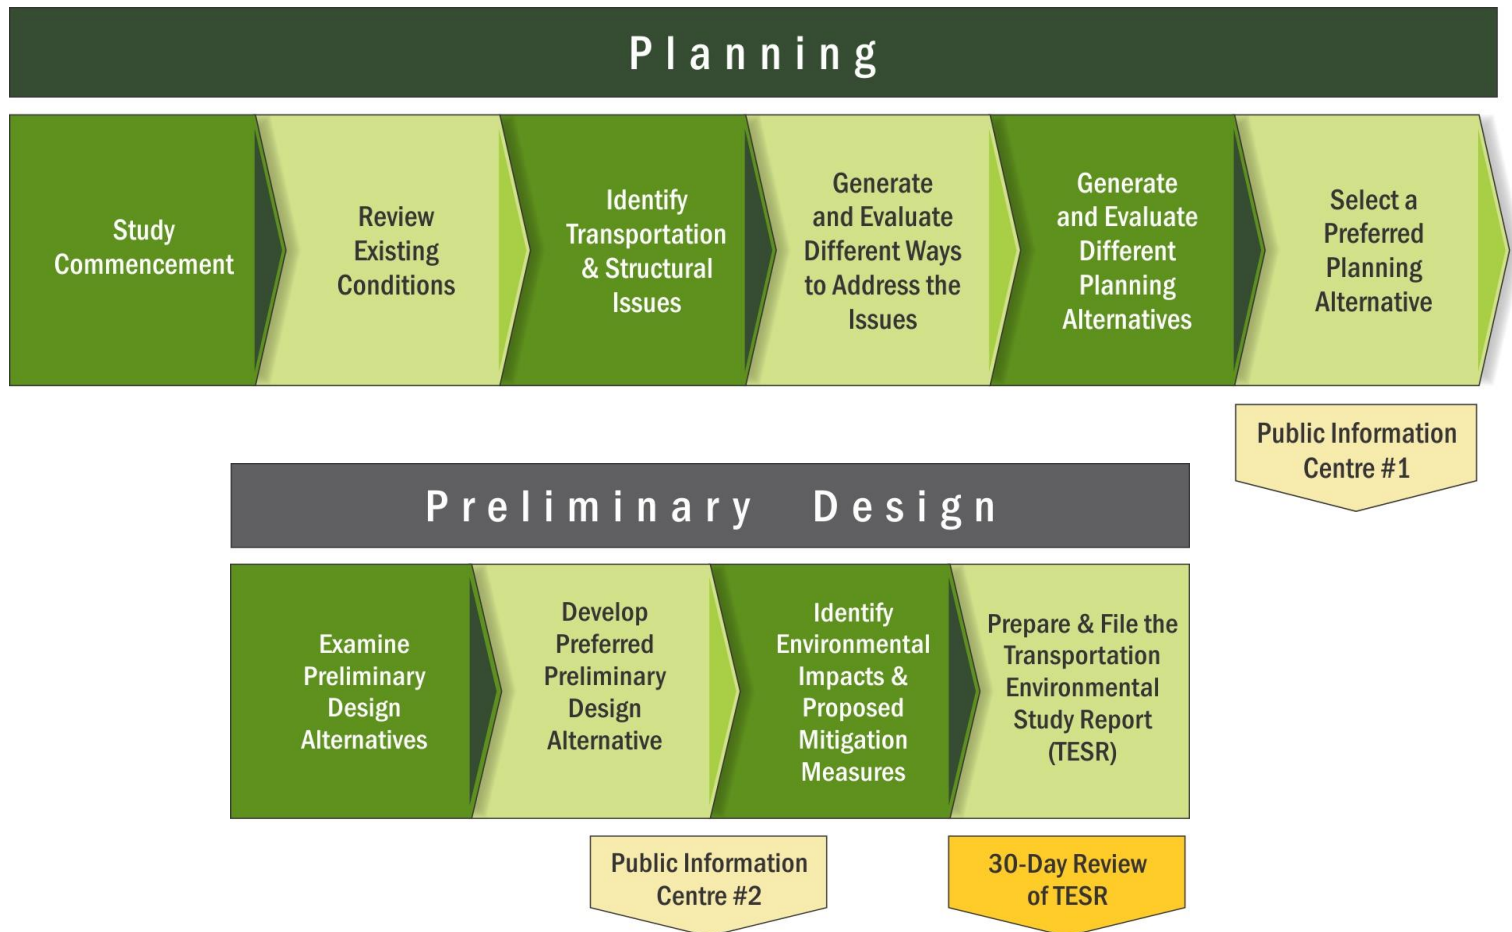 Planning
Study
Commencement
Review
Existing
Conditions
Identify
Transportation
& Structural
Issues
Generate
and Evaluate
Different Ways
to Address the
Issues
Generate
and Evaluate
Different
Planning
Alternatives
Select a
Preferred
Planning
Alternative
Public Information
Centre #1
Preliminary Design
Examine
Preliminary
Design
Alternatives
Develop
Preferred
Preliminary
Design
Alternative
Identify
Environmental
Impacts &
Proposed
Mitigation
Measures
Prepare & File the
Transportation
Environmental
Study Report
(TESR)
Public Information
Centre #2
30-Day Review
of TESR